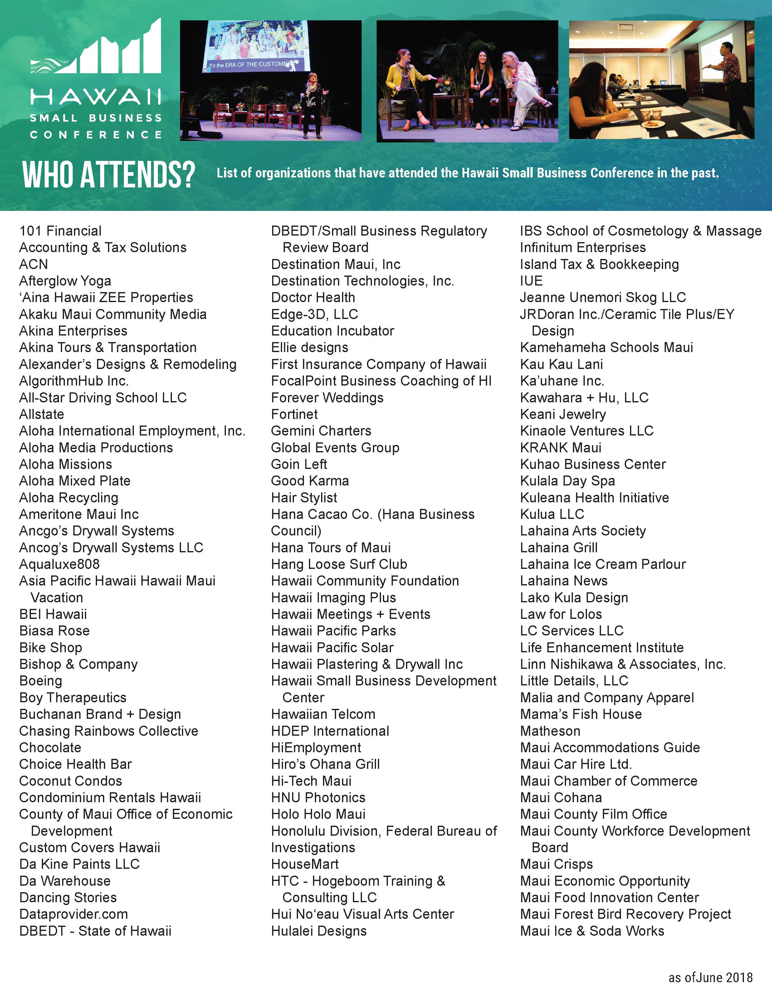 Aloha!
It's the ERA OF THE CUSTOMER
HAWAII
SMALL BUSINESS
CONFERENCE
WHO ATTENDS?
List of organizations that have attended the Hawaii Small Business Conference in the past.
101 Financial
Accounting & Tax Solutions
ACN
Afterglow Yoga
‘Aina Hawaii ZEE Properties
Akaku Maui Community Media
Akina Enterprises
Akina Tours & Transportation
Alexander’s Designs & Remodeling
AlgorithmHub Inc.
All-Star Driving School LLC
Allstate
Aloha International Employment, Inc.
Aloha Media Productions
Aloha Missions
Aloha Mixed Plate
Aloha Recycling
Ameritone Maui Inc
Ancgo’s Drywall Systems
Ancog’s Drywall Systems LLC
Aqualuxe808
Asia Pacific Hawaii Hawaii Maui
Vacation
BEI Hawaii
Biasa Rose
Bike Shop
Bishop & Company
Boeing
Boy Therapeutics
Buchanan Brand + Design
Chasing Rainbows Collective
Chocolate
Choice Health Bar
Coconut Condos
Condominium Rentals Hawaii
County of Maui Office of Economic
Development
Custom Covers Hawaii
Da Kine Paints LLC
Da Warehouse
Dancing Stories
Dataprovider.com
DBEDT - State of Hawaii
DBEDT/Small Business Regulatory
Review Board
Destination Maui, Inc
Destination Technologies, Inc.
Doctor Health
Edge-3D, LLC
Education Incubator
Ellie designs
First Insurance Company of Hawaii
FocalPoint Business Coaching of HI
Forever Weddings
Fortinet
Gemini Charters
Global Events Group
Goin Left
Good Karma
Hair Stylist
Hana Cacao Co. (Hana Business
Council)
Hana Tours of Maui
Hang Loose Surf Club
Hawaii Community Foundation
Hawaii Imaging Plus
Hawaii Meetings + Events
Hawaii Pacific Parks
Hawaii Pacific Solar
Hawaii Plastering & Drywall Inc
Hawaii Small Business Development
Center
Hawaiian Telcom
HDEP International
HiEmployment
Hiro’s Ohana Grill
Hi-Tech Maui
HNU Photonics
Holo Holo Maui
Honolulu Division, Federal Bureau of
Investigations
HouseMart
HTC - Hogeboom Training &
Consulting LLC
Hui No‘eau Visual Arts Center
Hulalei Designs
IBS School of Cosmetology & Massage
Infinitum Enterprises
Island Tax & Bookkeeping
IUE
Jeanne Unemori Skog LLC
JRDoran Inc./Ceramic Tile Plus/EY
Design
Kamehameha Schools Maui
Kau Kau Lani
Ka’uhane Inc.
Kawahara + Hu, LLC
Keani Jewelry
Kinaole Ventures LLC
KRANK Maui
Kuhao Business Center
Kulala Day Spa
Kuleana Health Initiative
Kulua LLC
Lahaina Arts Society
Lahaina Grill
Lahaina Ice Cream Parlour
Lahaina News
Lako Kula Design
Law for Lolos
LC Services LLC
Life Enhancement Institute
Linn Nishikawa & Associates, Inc.
Little Details, LLC
Malia and Company Apparel
Mama’s Fish House
Matheson
Maui Accommodations Guide
Maui Car Hire Ltd.
Maui Chamber of Commerce
Maui Cohana
Maui County Film Office
Maui County Workforce Development
Board
Maui Crisps
Maui Economic Opportunity
Maui Food Innovation Center
Maui Forest Bird Recovery Project
Maui Ice & Soda Works
as ofJune 2018